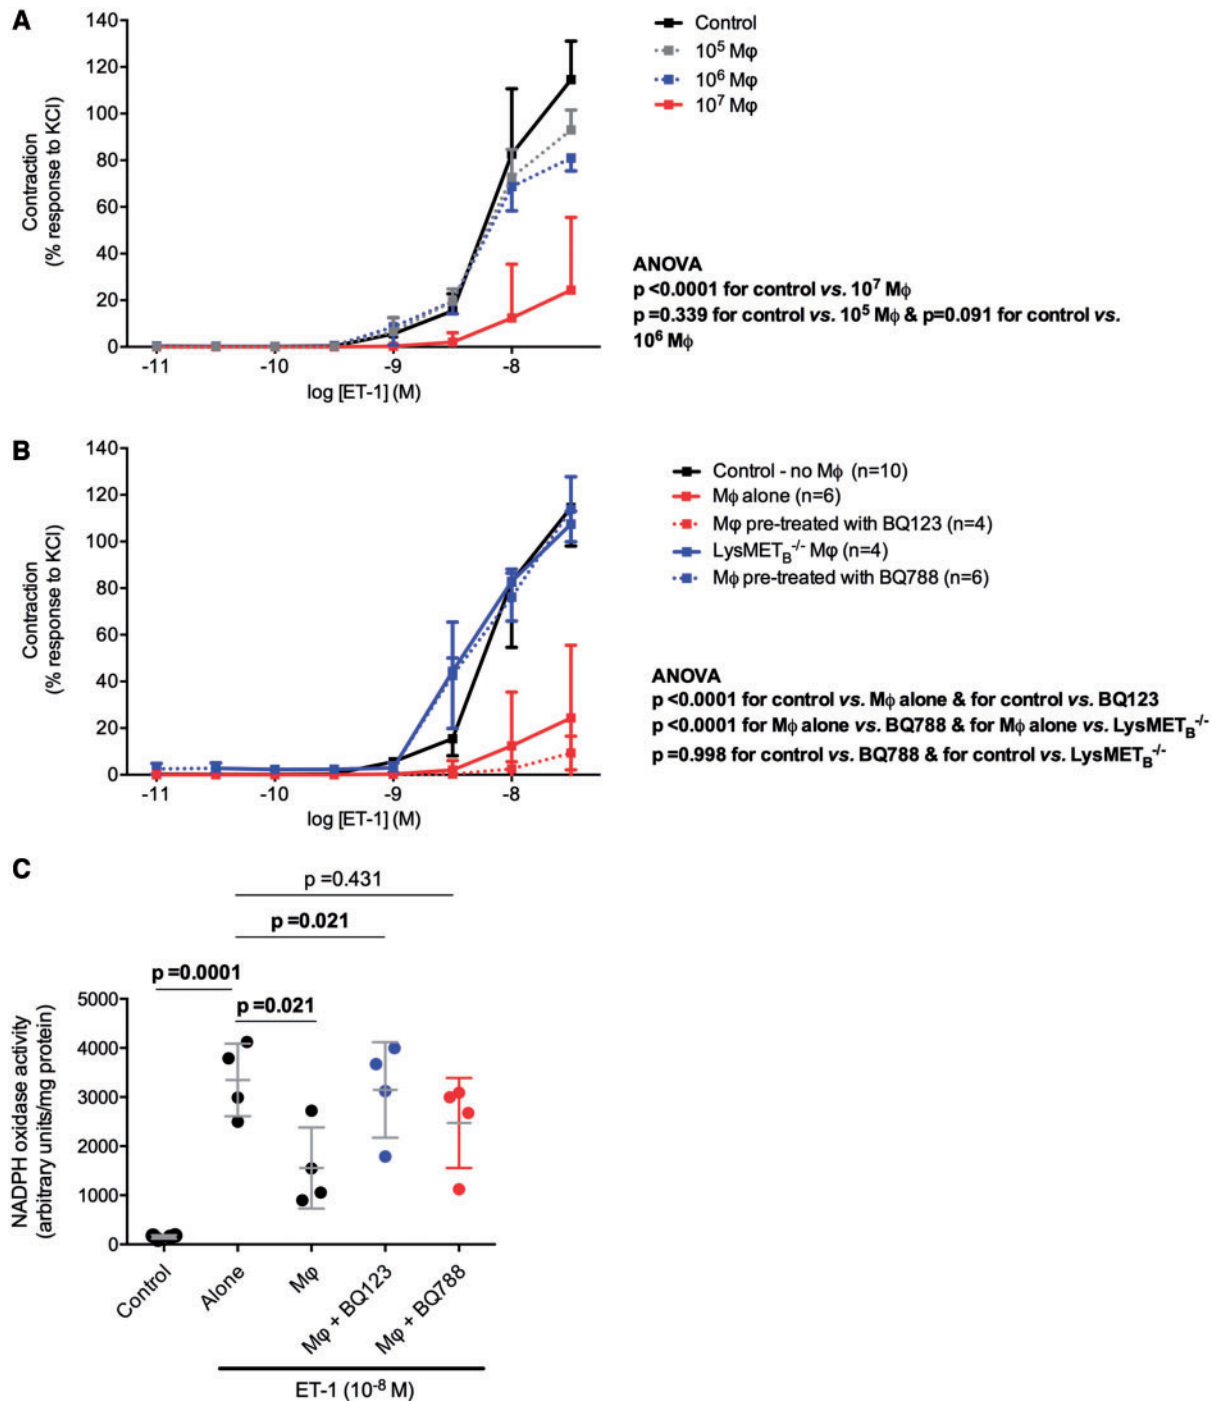 A
140
120
100
80
60
40
20
0
Contraction
(% response to KCl)
-11
-10
-9
-8
log [ET-1] (M)
Control
10⁵ Mφ
10⁶ Mφ
10⁷ Mφ
ANOVA
p <0.0001 for control vs. 10⁷ Mϕ
p =0.339 for control vs. 10⁵ Mϕ & p=0.091 for control vs.
10⁶ Mϕ
B
140
120
100
80
60
40
20
0
Contraction
(% response to KCl)
-11
-10
-9
-8
log [ET-1] (M)
Control - no Mϕ (n=10)
Mϕ alone (n=6)
Mφ pre-treated with BQ123 (n=4)
LysMET_B⁻/⁻ Mφ (n=4)
Mϕ pre-treated with BQ788 (n=6)
ANOVA
p <0.0001 for control vs. Mϕ alone & for control vs. BQ123
p <0.0001 for Mϕ alone vs. BQ788 & for Mϕ alone vs. LysMET_B⁻/⁻
p =0.998 for control vs. BQ788 & for control vs. LysMET_B⁻/⁻
C
p =0.431
p =0.021
p =0.0001
p =0.021
5000
4000
3000
2000
1000
0
NADPH oxidase activity
(arbitrary units/mg protein)
Control
Alone
Mφ
Mφ + BQ123
Mφ + BQ788
ET-1 (10⁻⁸ M)